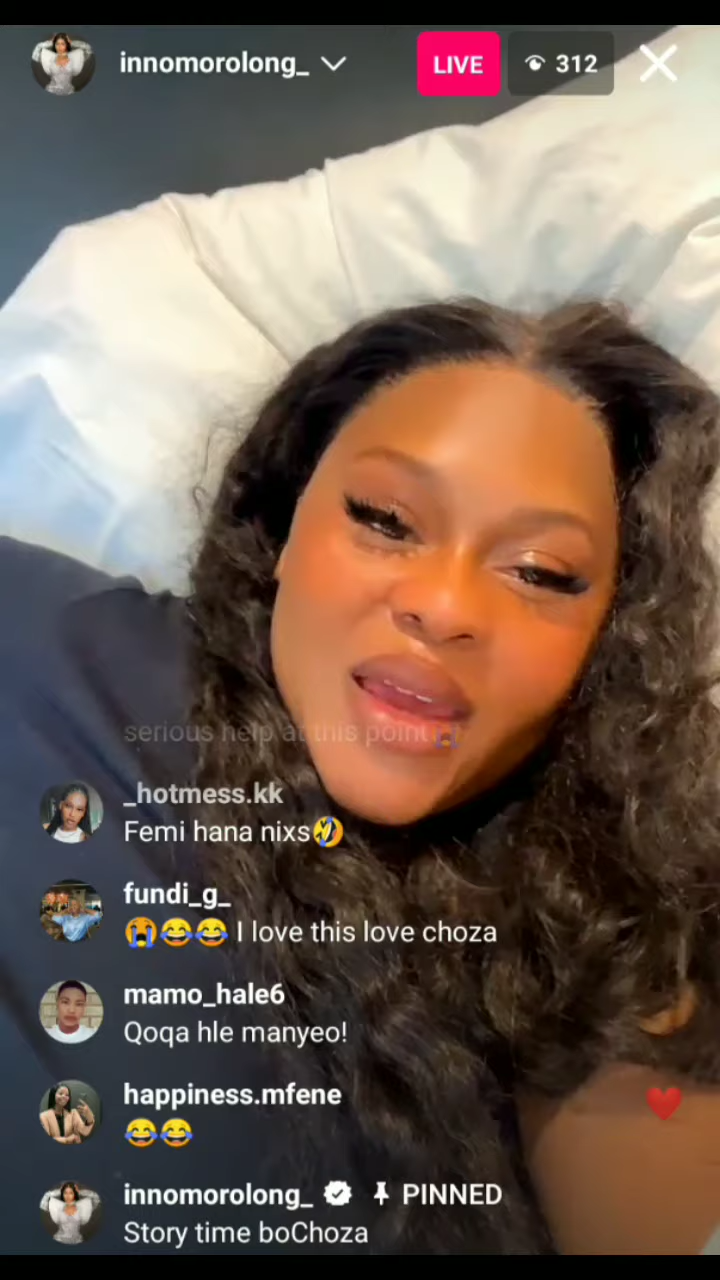 innomorolong_
LIVE
312
serious help at this point😭
_hotmess.kk
Femi hana nixs🤣
fundi_g_
😭😂😂 I love this love choza
mamo_hale6
Qoqa hle manyeo!
happiness.mfene
😂😂
innomorolong_ PINNED
Story time boChoza